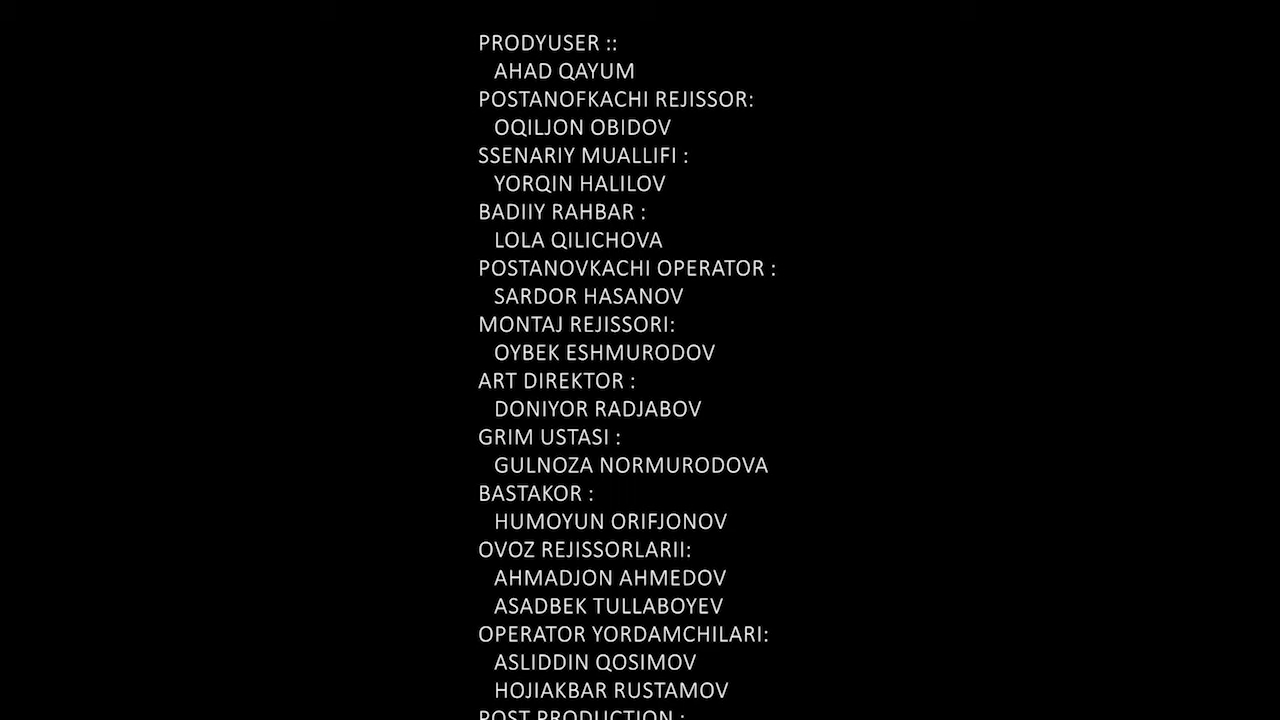 PRODYUSER ::
AHAD QAYUM
POSTANOFKACHI REJISSOR:
OQILJON OBIDOV
SSENARIY MUALLIFI :
YORQIN HALILOV
BADIIY RAHBAR :
LOLA QILICHOVA
POSTANOVKACHI OPERATOR :
SARDOR HASANOV
MONTAJ REJISSORI:
OYBEK ESHMURODOV
ART DIREKTOR :
DONIYOR RADJABOV
GRIM USTASI :
GULNOZA NORMURODOVA
BASTAKOR :
HUMOYUN ORIFJONOV
OVOZ REJISSORLARII:
AHMADJON AHMEDOV
ASADBEK TULLABOYEV
OPERATOR YORDAMCHILARI:
ASLIDDIN QOSIMOV
HOJIAKBAR RUSTAMOV
POST PRODUCTION :